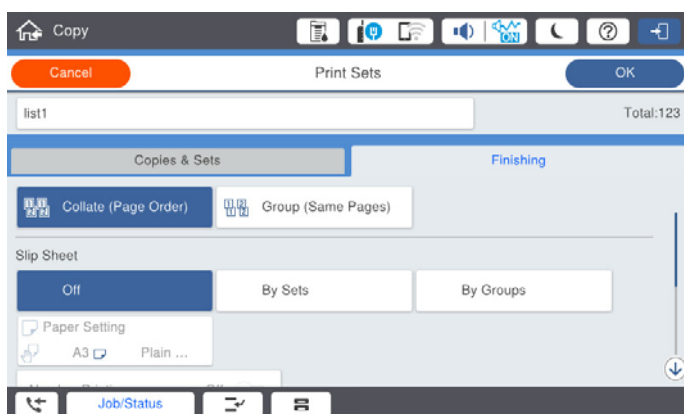 Copy
ON
Cancel Print Sets OK
list1 Total:123
Copies & Sets Finishing
Collate (Page Order) Group (Same Pages)
Slip Sheet
Off By Sets By Groups
Paper Setting
A3 Plain ...
Job/Status